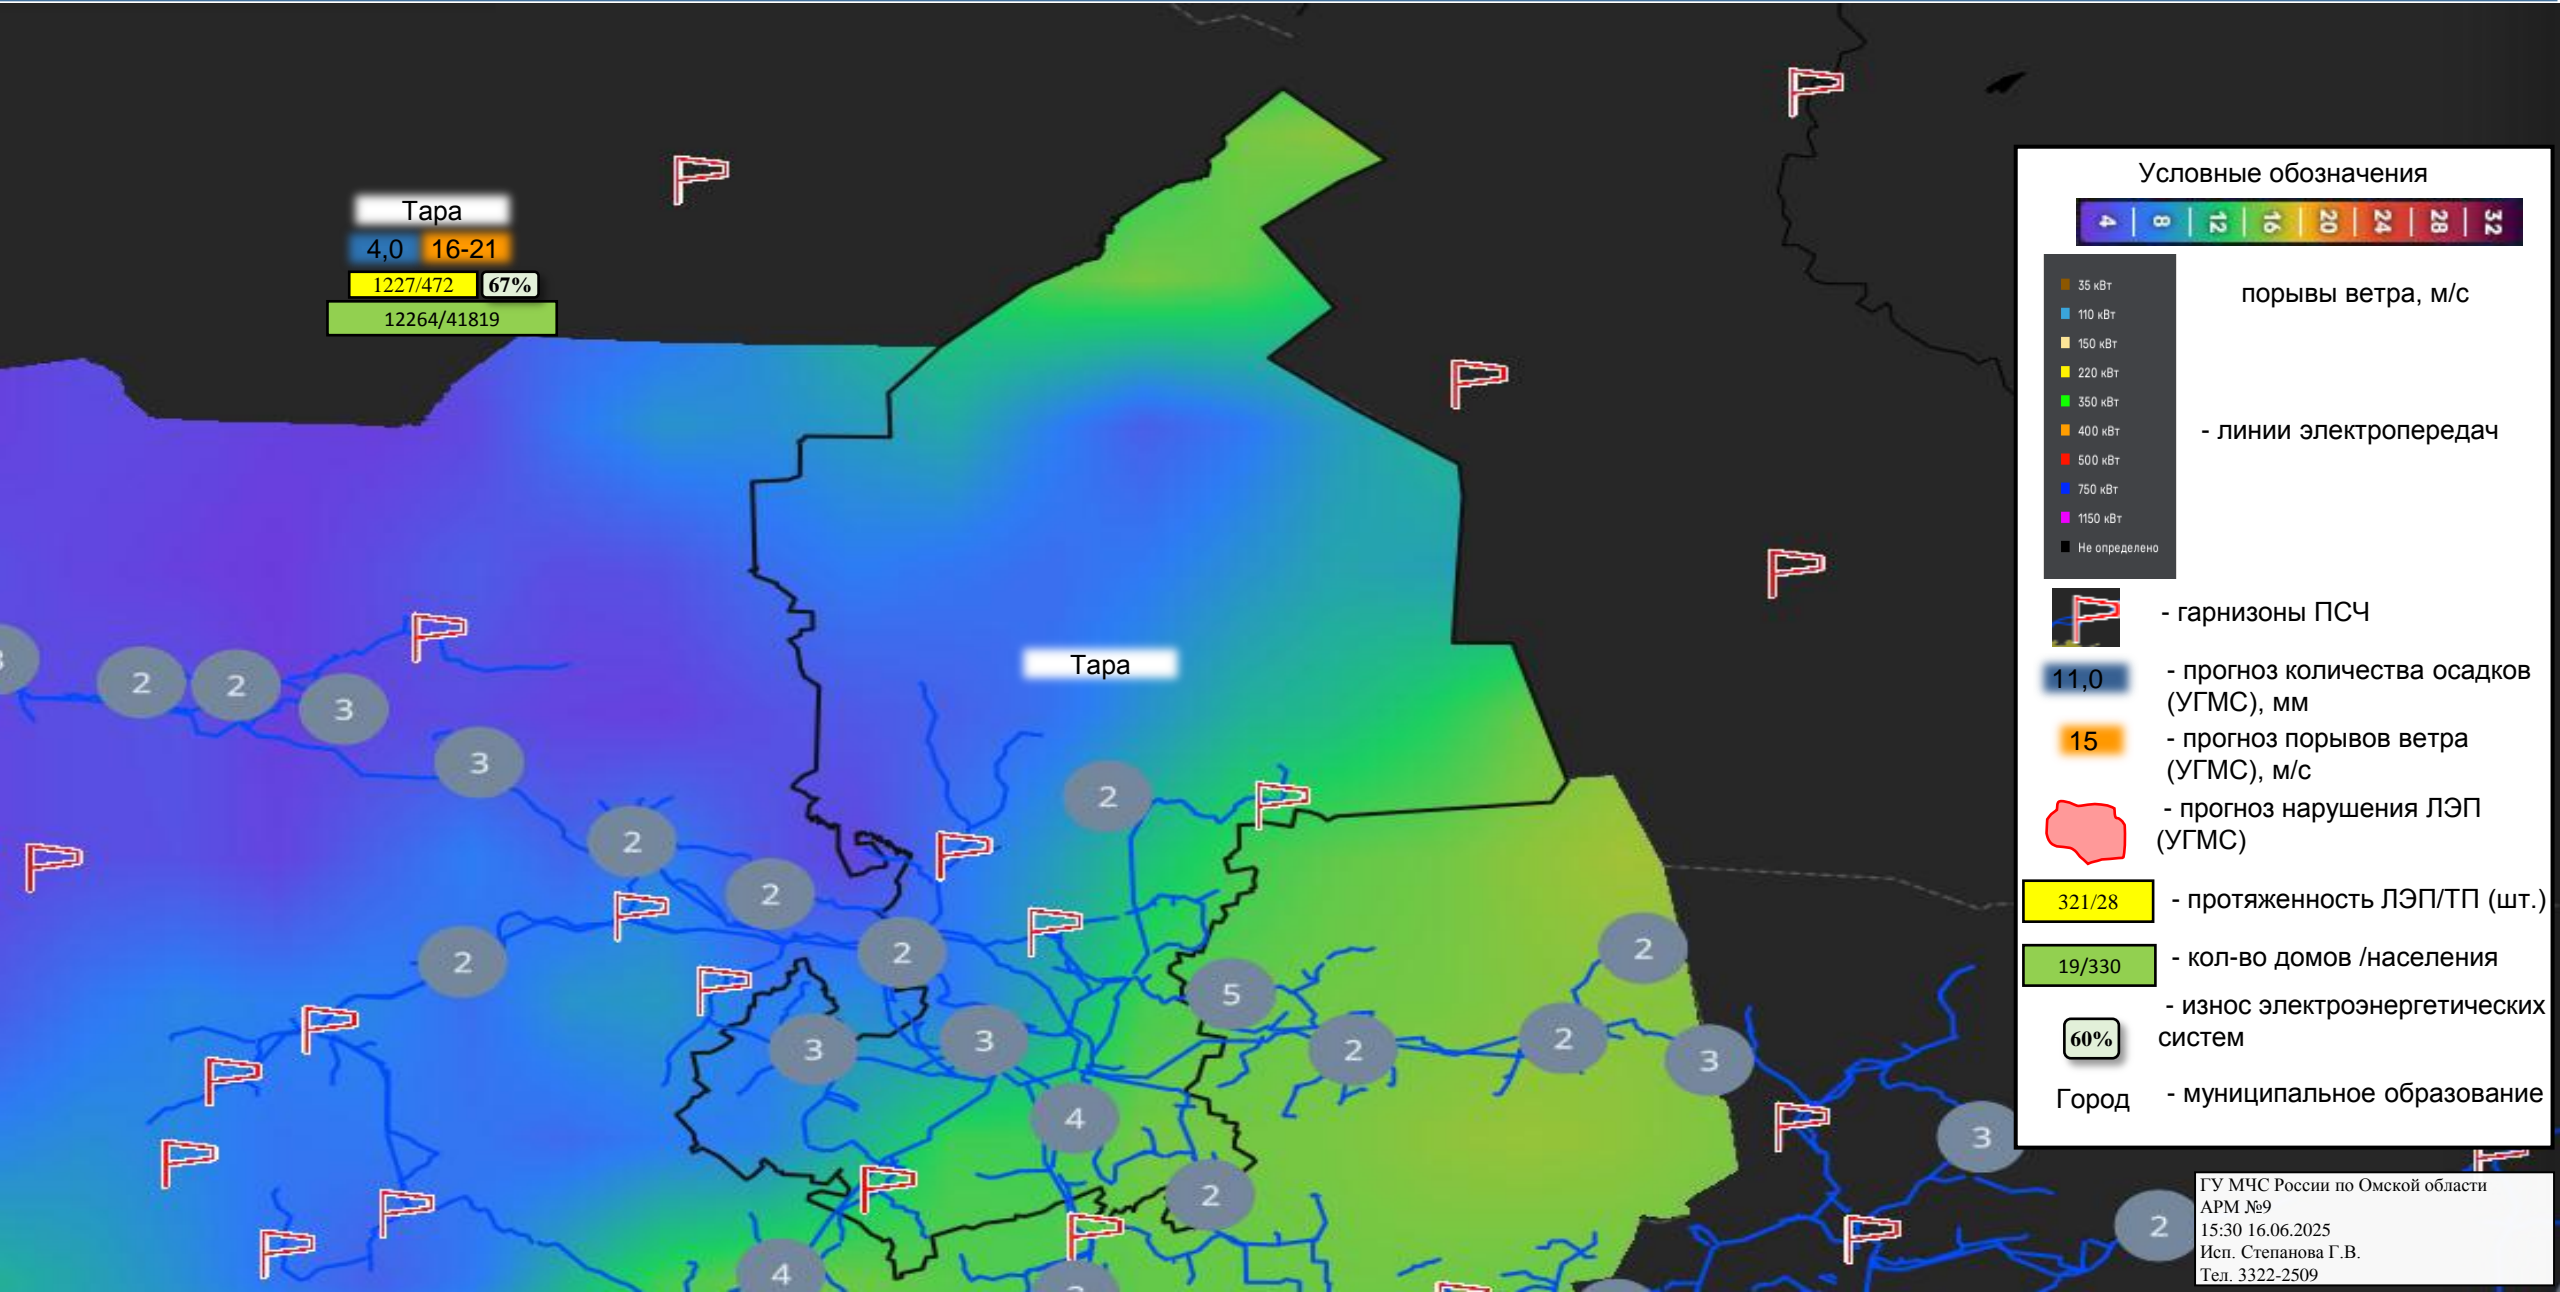 Тара
4,0 16-21
1227/472 67%
12264/41819
Тара
3
2
2
3
3
2
2
2
2
2
3
3
5
2
2
2
3
4
2
4
3
2
Условные обозначения
4 8 12 16 20 24 28 32
порывы ветра, м/с
35 кВт
110 кВт
150 кВт
220 кВт
350 кВт
400 кВт
500 кВт
750 кВт
1150 кВт
Не определено
- линии электропередач
- гарнизоны ПСЧ
11,0 - прогноз количества осадков
(УГМС), мм
15 - прогноз порывов ветра
(УГМС), м/с
- прогноз нарушения ЛЭП
(УГМС)
321/28 - протяженность ЛЭП/ТП (шт.)
19/330 - кол-во домов /населения
- износ электроэнергетических
60% систем
Город - муниципальное образование
ГУ МЧС России по Омской области
АРМ №9
15:30 16.06.2025
Исп. Степанова Г.В.
Тел. 3322-2509